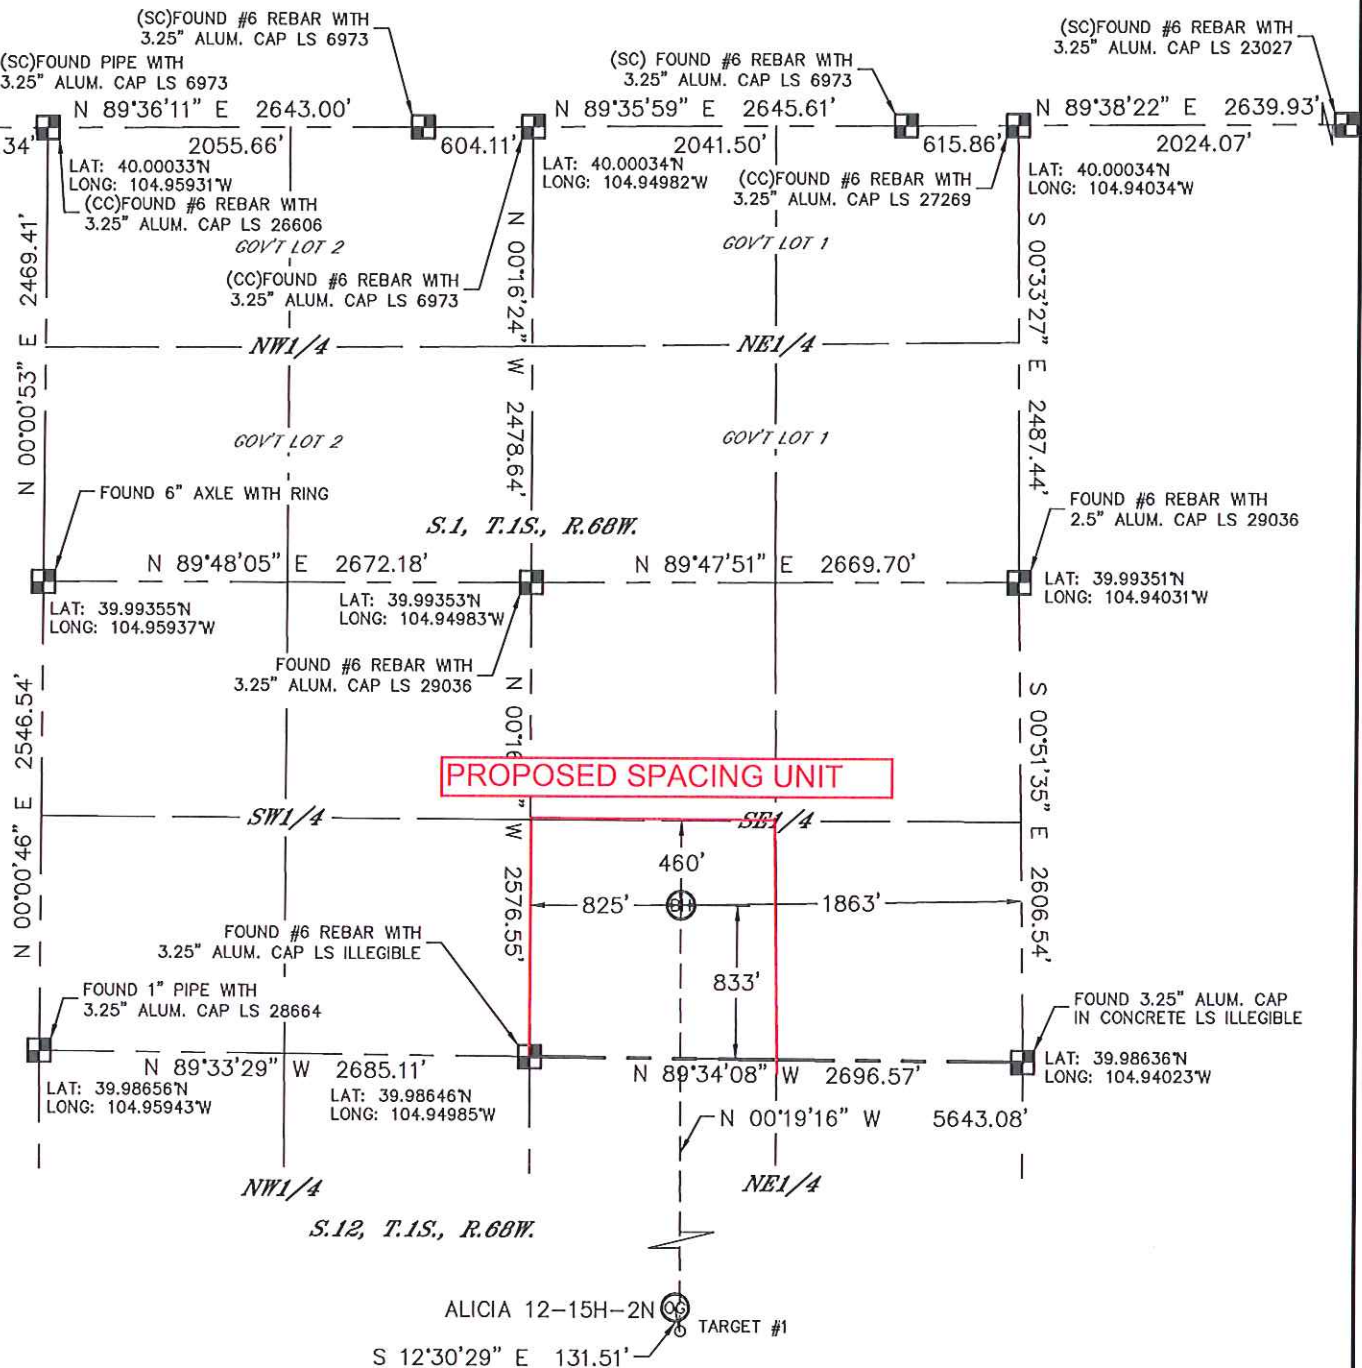 (SC)FOUND #6 REBAR WITH
3.25" ALUM. CAP LS 6973
(SC)FOUND #6 REBAR WITH
3.25" ALUM. CAP LS 23027
(SC)FOUND PIPE WITH
3.25" ALUM. CAP LS 6973
(SC) FOUND #6 REBAR WITH
3.25" ALUM. CAP LS 6973
N 89°36'11" E 2643.00'
N 89°35'59" E 2645.61'
N 89°38'22" E 2639.93'
34'
2055.66'
604.11'
2041.50'
615.86'
2024.07'
LAT: 40.00033°N
LONG: 104.95931°W
LAT: 40.00034°N
LONG: 104.94982°W
LAT: 40.00034°N
LONG: 104.94034°W
(CC)FOUND #6 REBAR WITH
3.25" ALUM. CAP LS 26606
(CC)FOUND #6 REBAR WITH
3.25" ALUM. CAP LS 27269
GOV'T LOT 2
GOV'T LOT 1
(CC)FOUND #6 REBAR WITH
3.25" ALUM. CAP LS 6973
N 00°00'53" E 2469.41'
N 00°16'24" W 2478.64'
S 00°33'27" E 2487.44'
NW1/4
NE1/4
GOV'T LOT 2
GOV'T LOT 1
FOUND 6" AXLE WITH RING
FOUND #6 REBAR WITH
2.5" ALUM. CAP LS 29036
S.1, T.1S., R.68W.
N 89°48'05" E 2672.18'
N 89°47'51" E 2669.70'
LAT: 39.99355°N
LONG: 104.95937°W
LAT: 39.99353°N
LONG: 104.94983°W
LAT: 39.99351°N
LONG: 104.94031°W
FOUND #6 REBAR WITH
3.25" ALUM. CAP LS 29036
N 00°00'46" E 2546.54'
N 00°16 " W 2576.55'
S 00°51'35" E 2606.54'
PROPOSED SPACING UNIT
SW1/4
SE1/4
460'
825'
BH
1863'
833'
FOUND #6 REBAR WITH
3.25" ALUM. CAP LS ILLEGIBLE
FOUND 1" PIPE WITH
3.25" ALUM. CAP LS 28664
FOUND 3.25" ALUM. CAP
IN CONCRETE LS ILLEGIBLE
N 89°33'29" W 2685.11'
N 89°34'08" W 2696.57'
LAT: 39.98656°N
LONG: 104.95943°W
LAT: 39.98646°N
LONG: 104.94985°W
LAT: 39.98636°N
LONG: 104.94023°W
N 00°19'16" W 5643.08'
NW1/4
NE1/4
S.12, T.1S., R.68W.
ALICIA 12-15H-2N OG
TARGET #1
S 12°30'29" E 131.51'